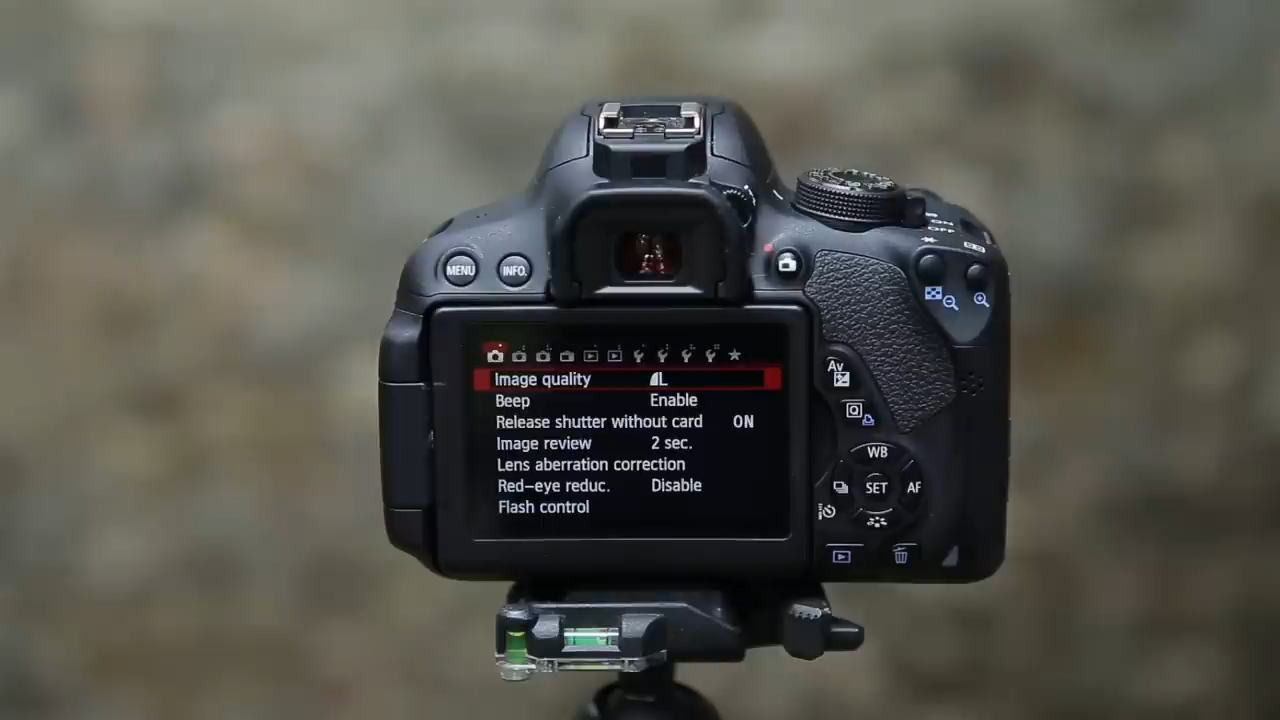 ON
OFF
MENU
INFO.
Image quality L
Beep Enable
Release shutter without card ON
Image review 2 sec.
Lens aberration correction
Red-eye reduc. Disable
Flash control
Av
Q
WB
SET
AF